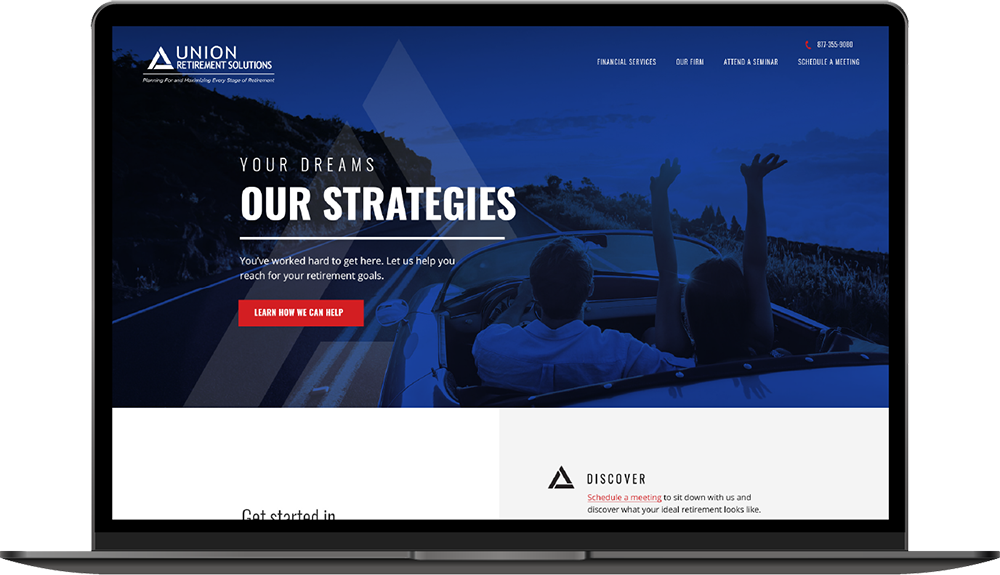 UNION
RETIREMENT SOLUTIONS
Planning For and Maximizing Every Stage of Retirement
877-355-9080
FINANCIAL SERVICES
OUR FIRM
ATTEND A SEMINAR
SCHEDULE A MEETING
YOUR DREAMS
OUR STRATEGIES
You've worked hard to get here. Let us help you
reach for your retirement goals.
LEARN HOW WE CAN HELP
Get started in
DISCOVER
Schedule a meeting to sit down with us and
discover what your ideal retirement looks like.